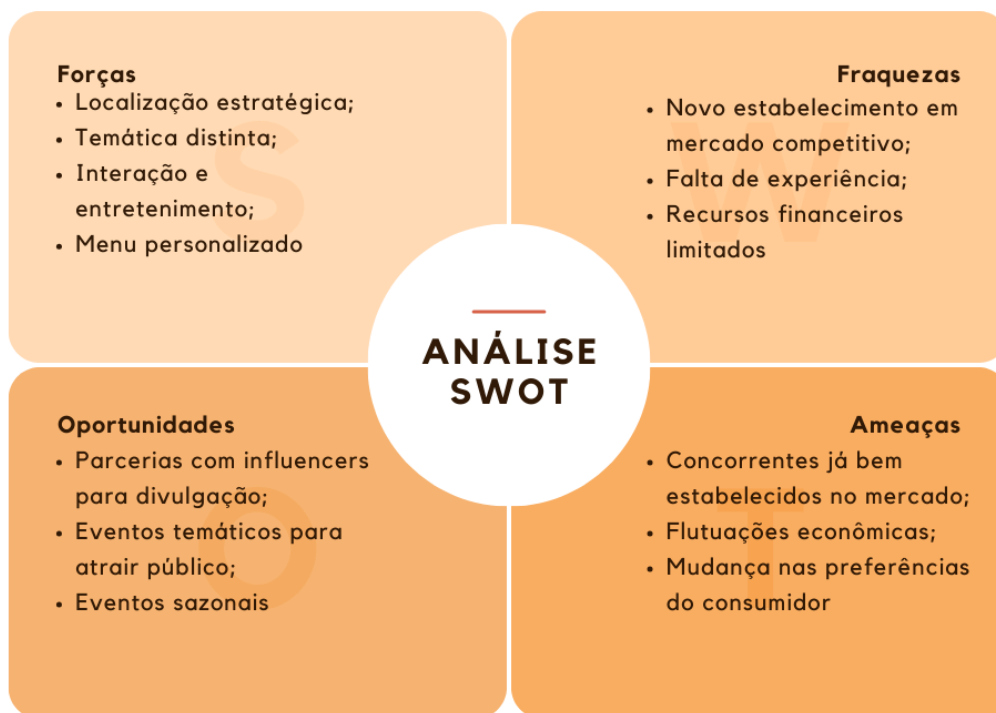 Forças
• Localização estratégica;
• Temática distinta;
• Interação e
entretenimento;
• Menu personalizado
S
Fraquezas
• Novo estabelecimento em
mercado competitivo;
• Falta de experiência;
• Recursos financeiros
limitados
W
ANÁLISE
SWOT
Oportunidades
• Parcerias com influencers
para divulgação;
• Eventos temáticos para
atrair público;
• Eventos sazonais
O
Ameaças
• Concorrentes já bem
estabelecidos no mercado;
• Flutuações econômicas;
• Mudança nas preferências
do consumidor
T